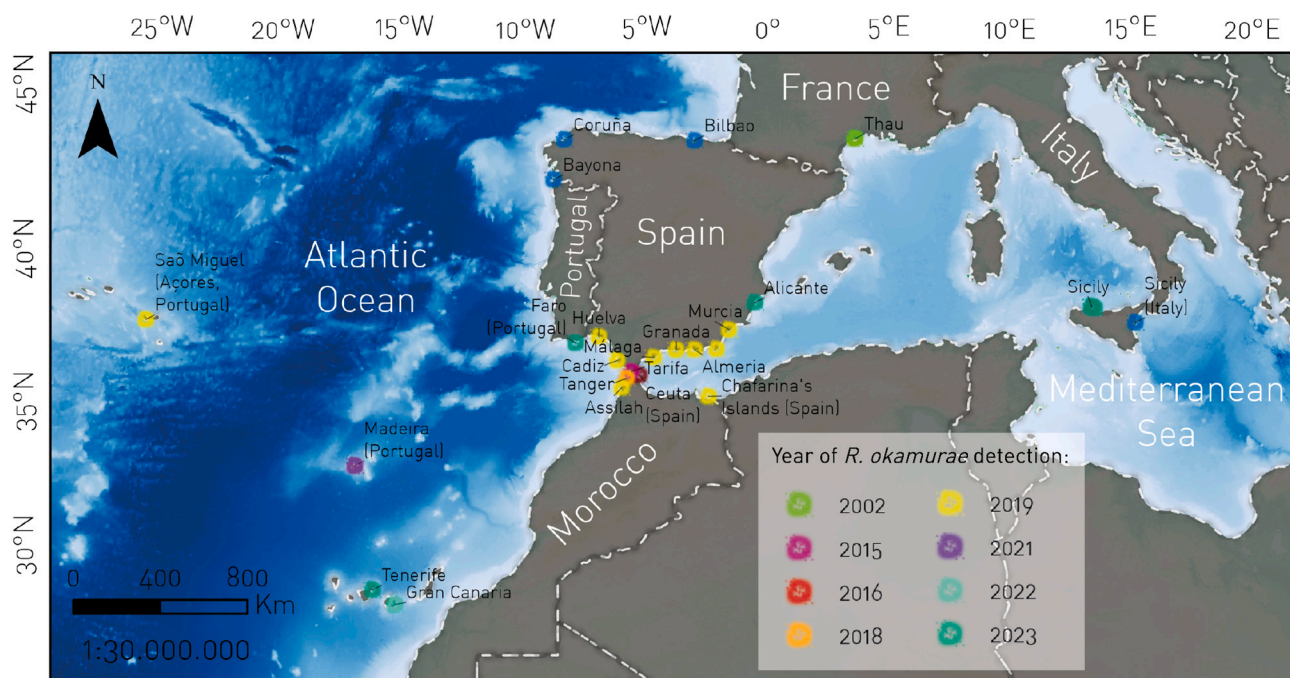 25°W 20°W 15°W 10°W 5°W 0° 5°E 10°E 15°E 20°E
45°N
40°N
35°N
30°N
N
France
Italy
Coruña
Bilbao
Thau
Bayona
Portugal
Spain
Atlantic
Ocean
Saõ Miguel
(Açores,
Portugal)
Alicante
Sicily
Sicily
(Italy)
Faro
(Portugal)
Huelva
Murcia
Granada
Málaga
Cadiz
Tarifa
Almeria
Tanger
Assilah
Ceuta
(Spain)
Chafarina's
Islands (Spain)
Mediterranean
Sea
Madeira
(Portugal)
Morocco
Tenerife
Gran Canaria
0 400 800
Km
1:30.000.000
Year of R. okamurae detection:
2002
2015
2016
2018
2019
2021
2022
2023